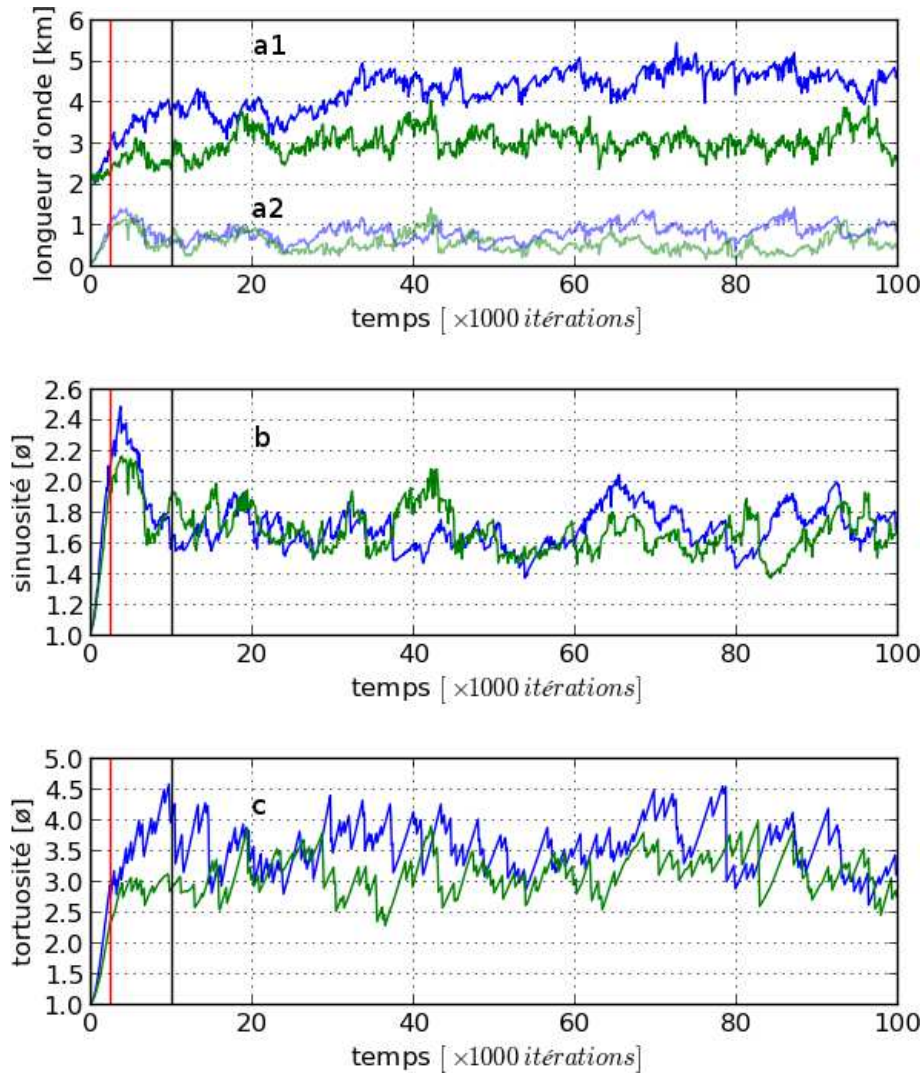 longueur d'onde [km]
6
5
4
3
2
1
0
a1
a2
0 20 40 60 80 100
temps [ ×1000 itérations]
sinuosité [ø]
2.6
2.4
2.2
2.0
1.8
1.6
1.4
1.2
1.0
b
0 20 40 60 80 100
temps [ ×1000 itérations]
tortuosité [ø]
5.0
4.5
4.0
3.5
3.0
2.5
2.0
1.5
1.0
c
0 20 40 60 80 100
temps [ ×1000 itérations]